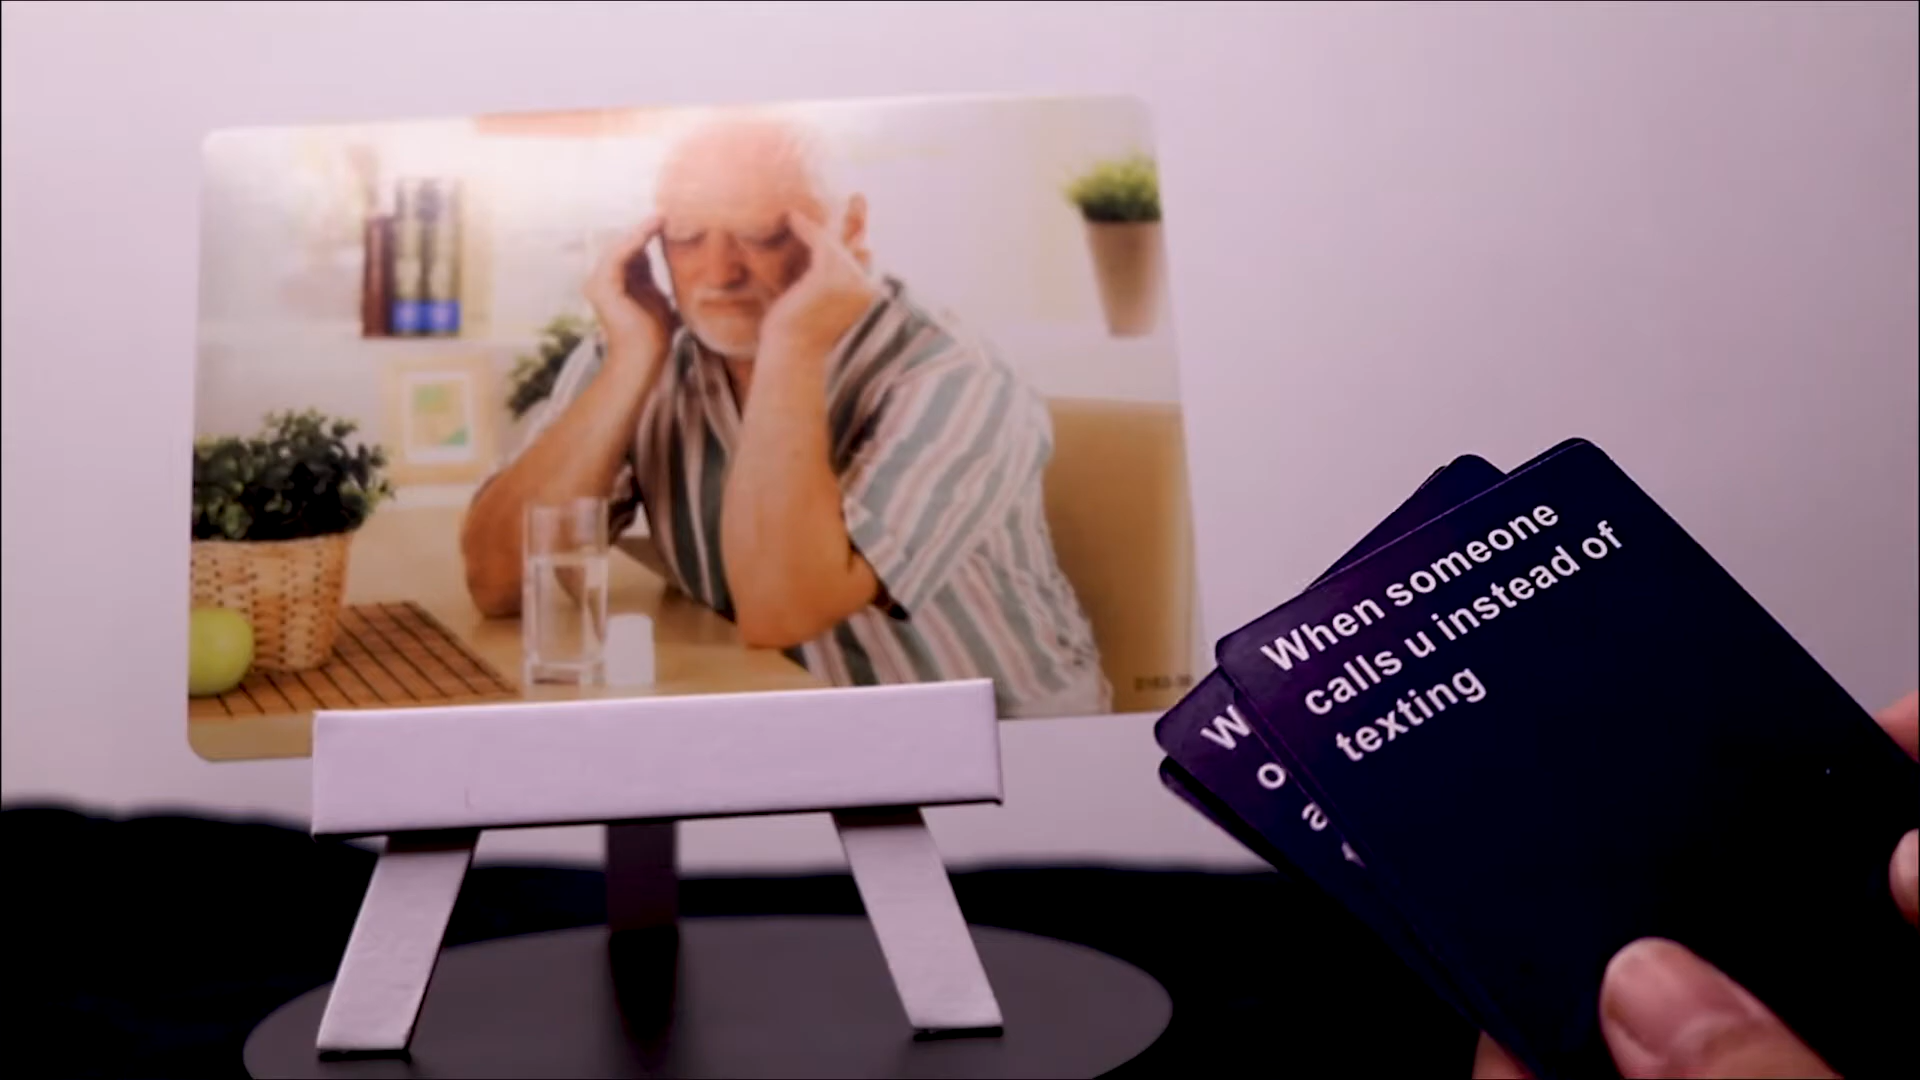 When someone
calls u instead of
texting
W
o
a